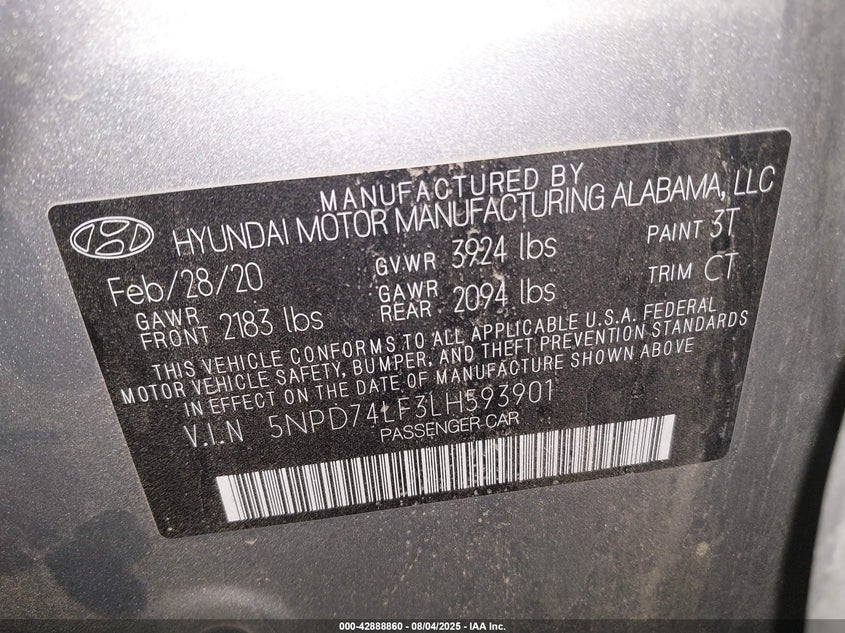 MANUFACTURED BY
HYUNDAI MOTOR MANUFACTURING ALABAMA, LLC
Feb/28/20 GVWR 3924 lbs PAINT 3T
GAWR FRONT 2183 lbs GAWR REAR 2094 lbs TRIM CT
THIS VEHICLE CONFORMS TO ALL APPLICABLE U.S.A. FEDERAL
MOTOR VEHICLE SAFETY, BUMPER, AND THEFT PREVENTION STANDARDS
IN EFFECT ON THE DATE OF MANUFACTURE SHOWN ABOVE
V.I.N 5NPD74LF3LH593901
PASSENGER CAR
000-42888860 - 08/04/2025 - IAA Inc.